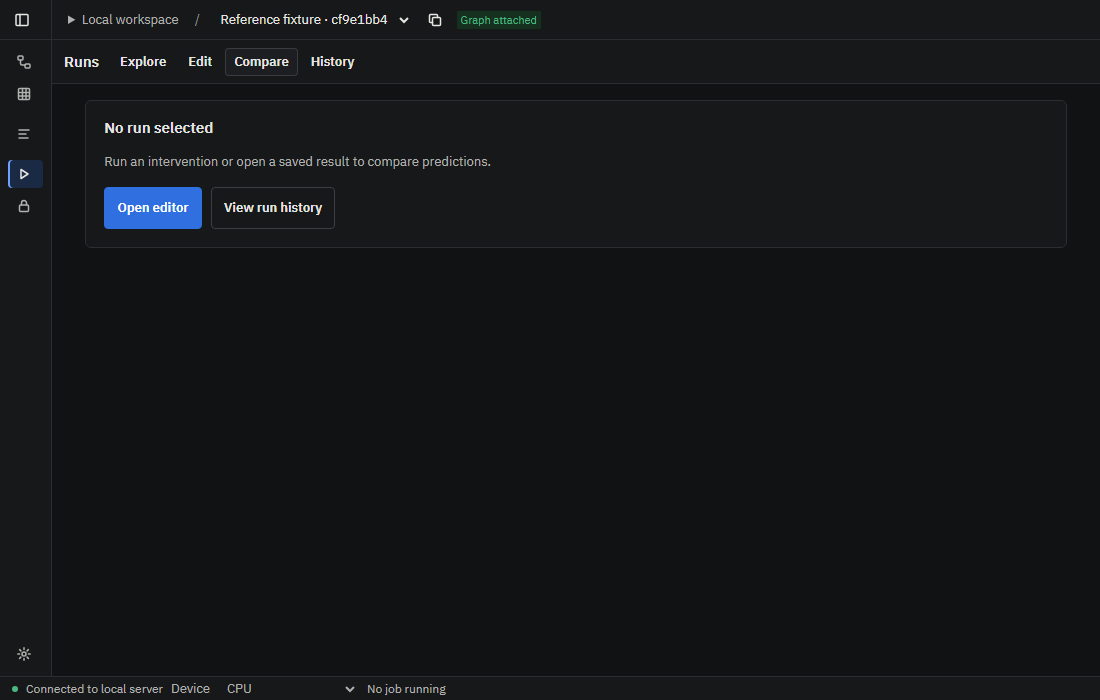 Local workspace / Reference fixture · cf9e1bb4 Graph attached
Runs Explore Edit Compare History
No run selected
Run an intervention or open a saved result to compare predictions.
Open editor View run history
Connected to local server Device CPU No job running